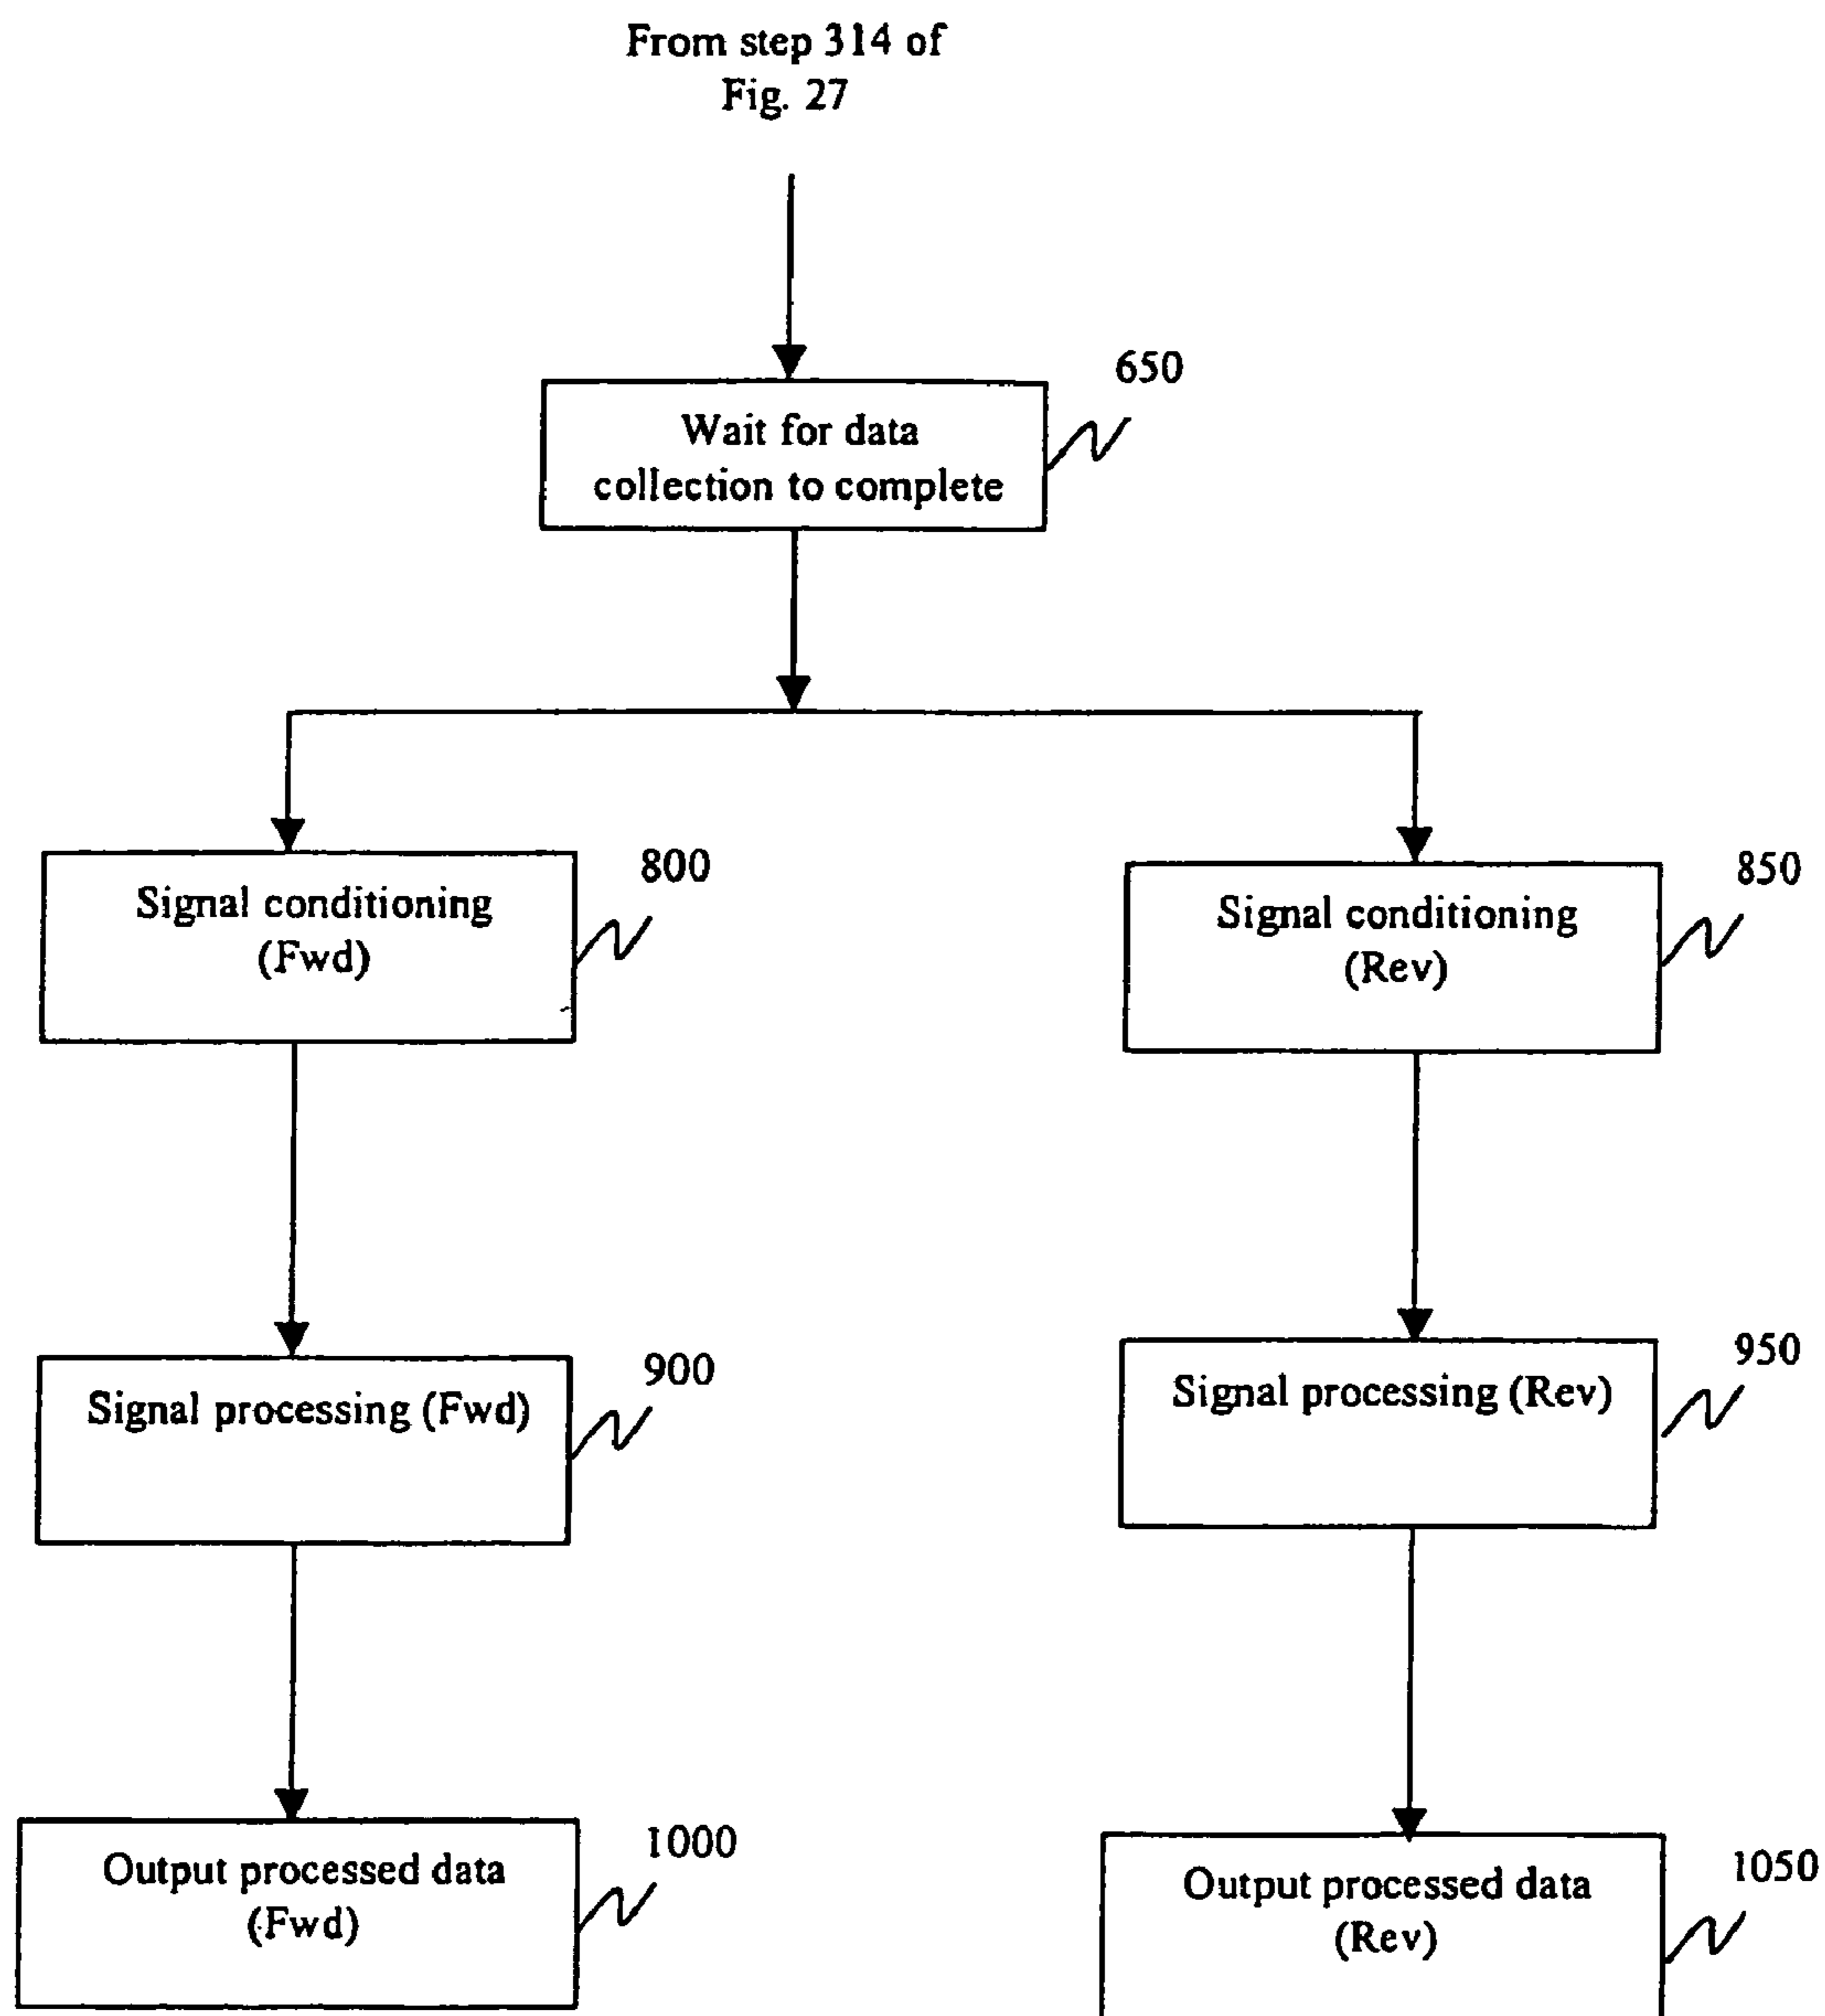 From step 314 of
Fig. 27
650
Wait for data
collection to complete
800
Signal conditioning
(Fwd)
850
Signal conditioning
(Rev)
900
Signal processing (Fwd)
950
Signal processing (Rev)
1000
Output processed data
(Fwd)
1050
Output processed data
(Rev)